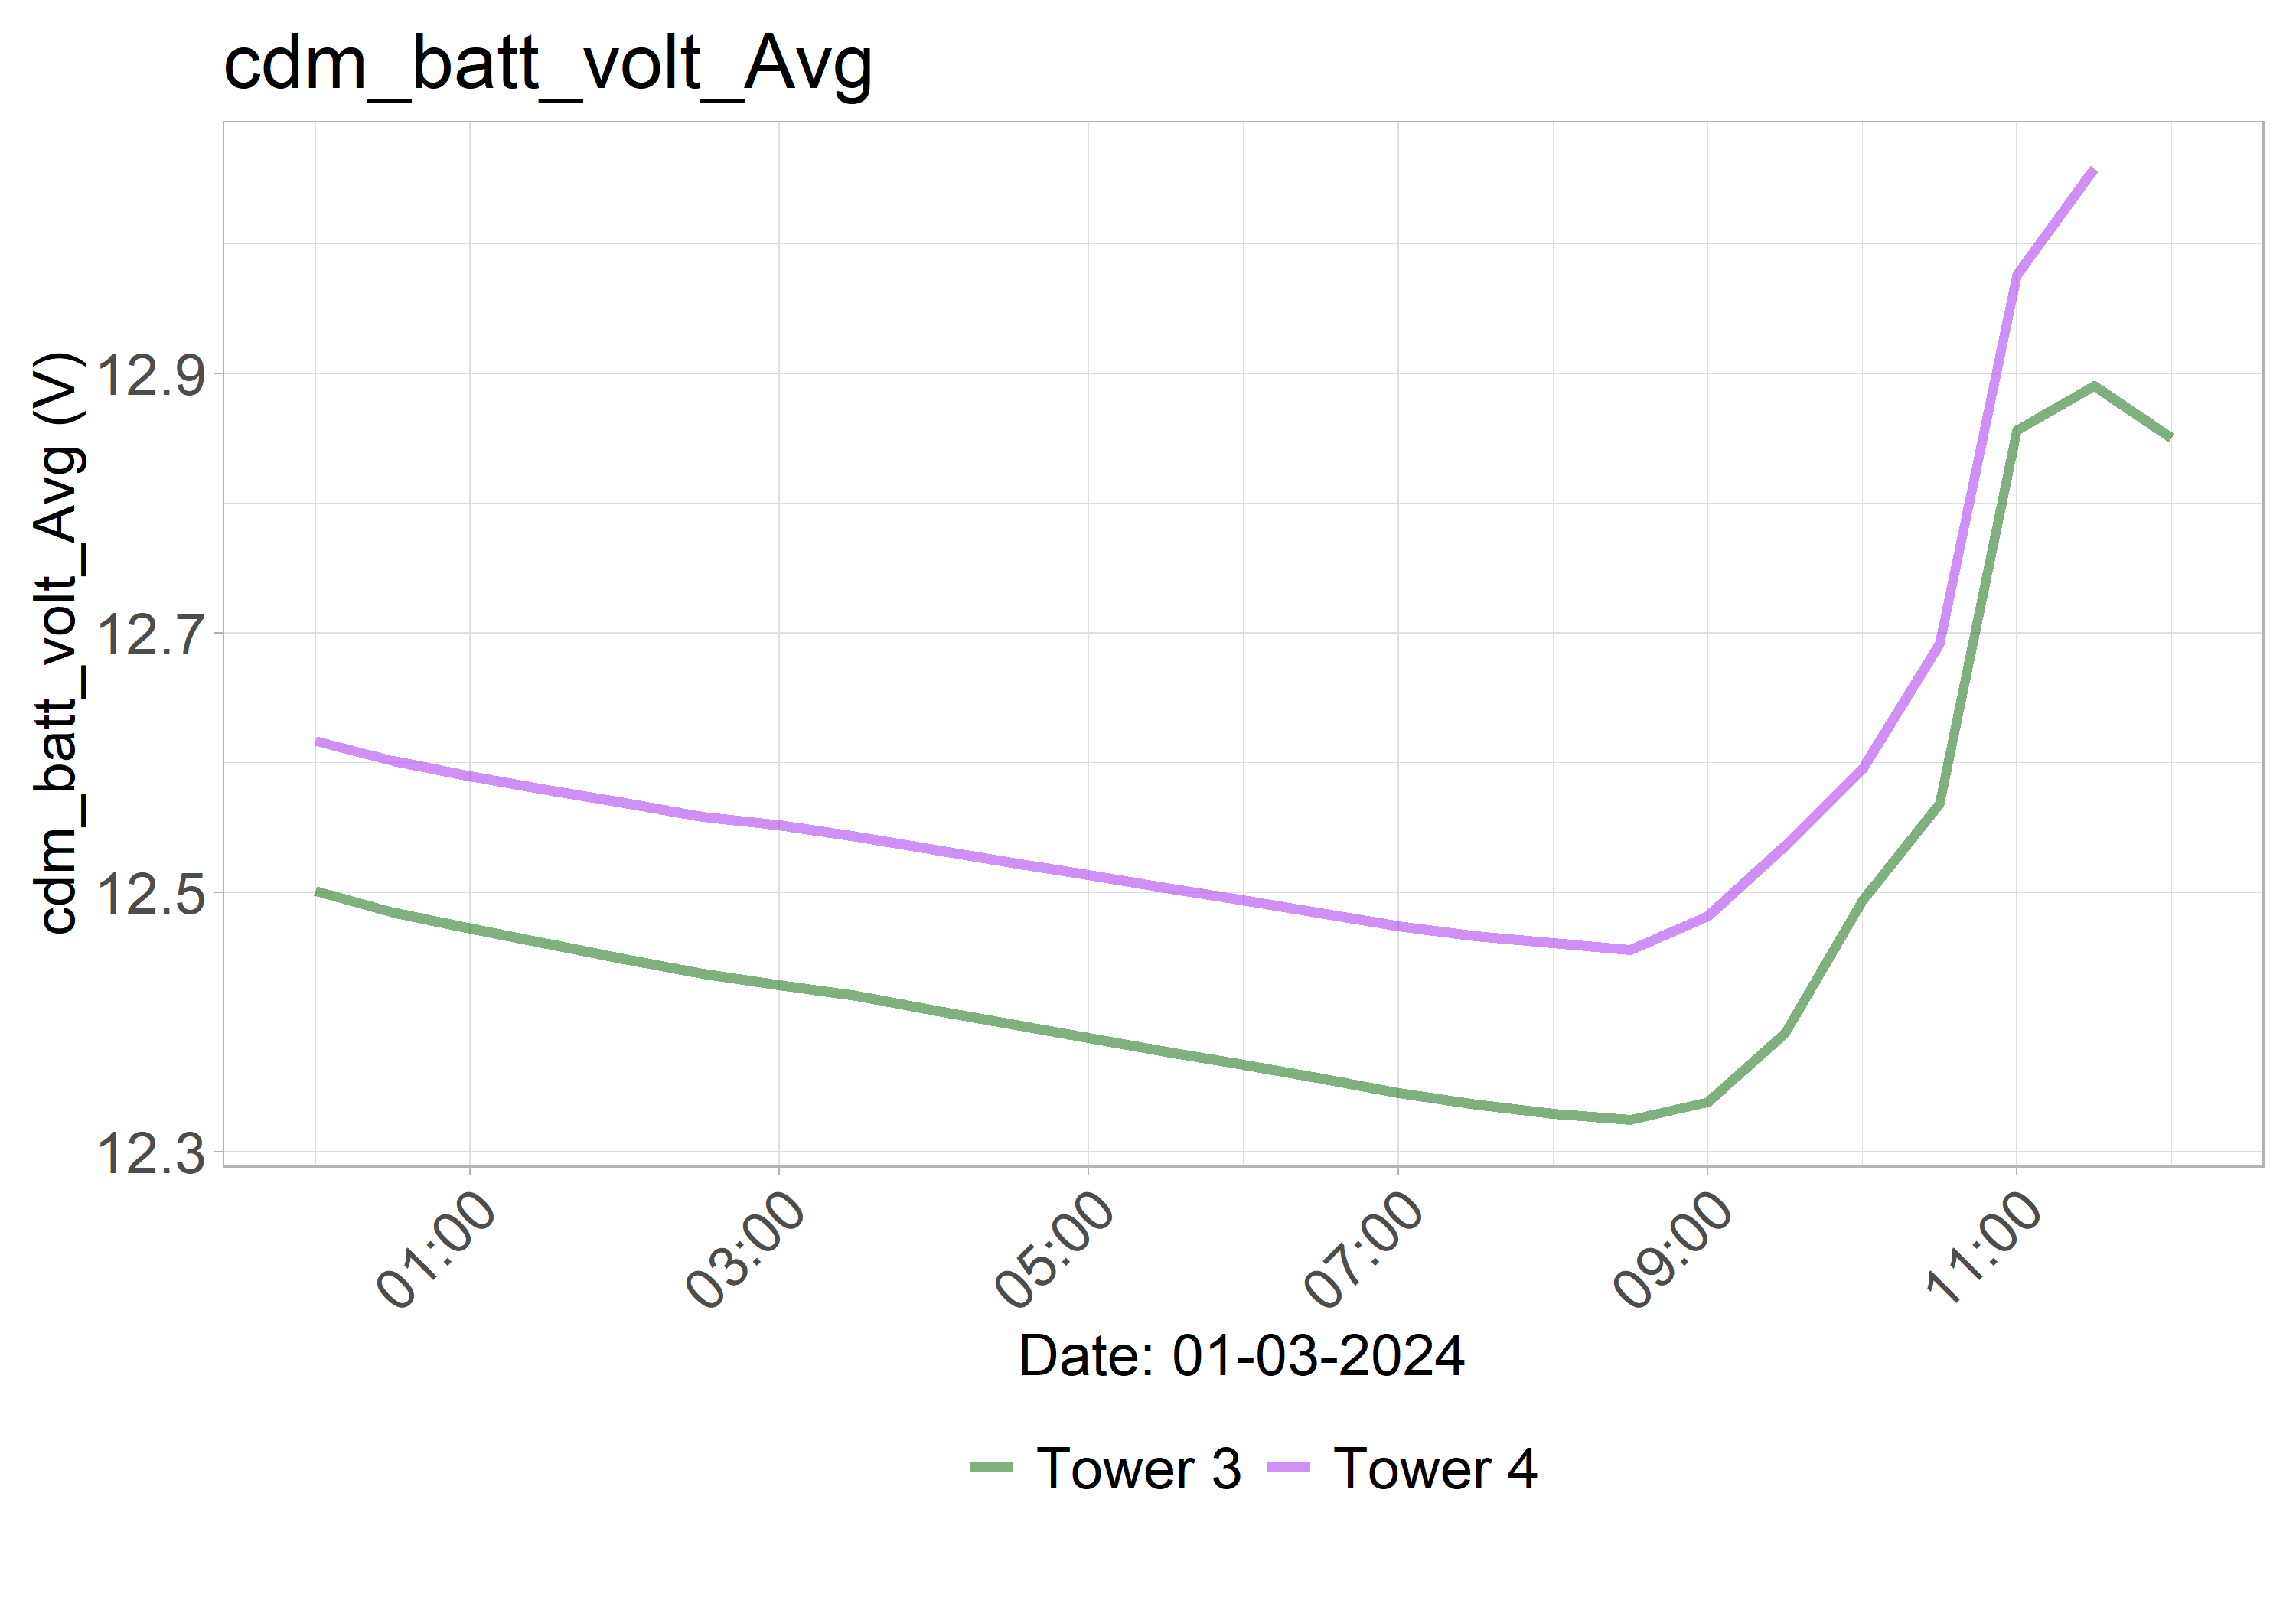 cdm_batt_volt_Avg
cdm_batt_volt_Avg (V)
12.9
12.7
12.5
12.3
01:00
03:00
05:00
07:00
09:00
11:00
Date: 01-03-2024
Tower 3
Tower 4